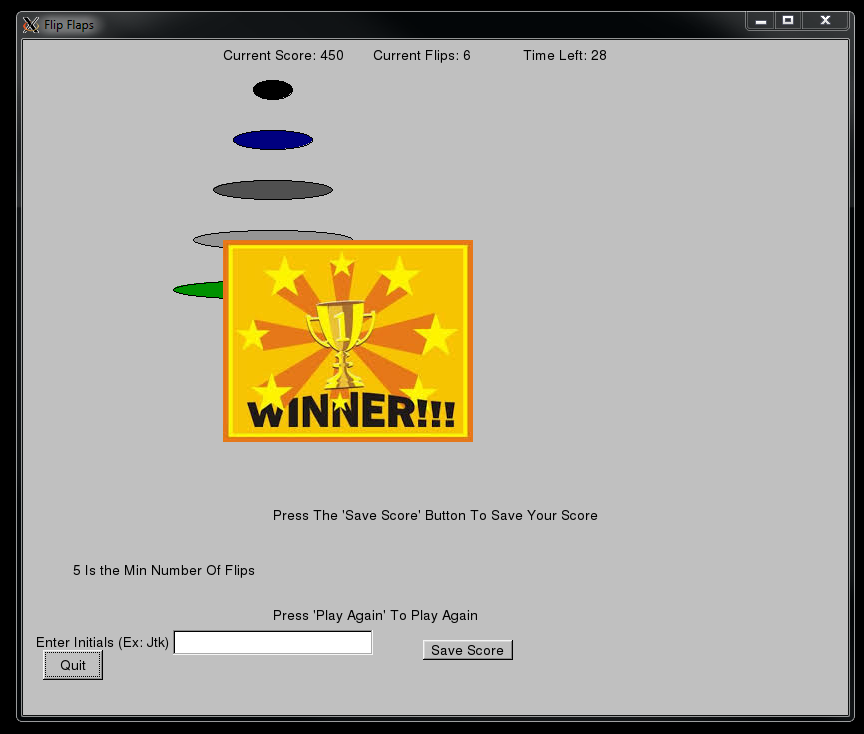 Flip Flaps
Current Score: 450 Current Flips: 6 Time Left: 28
1
WINNER!!!
Press The 'Save Score' Button To Save Your Score
5 Is the Min Number Of Flips
Press 'Play Again' To Play Again
Enter Initials (Ex: Jtk)
Save Score
Quit